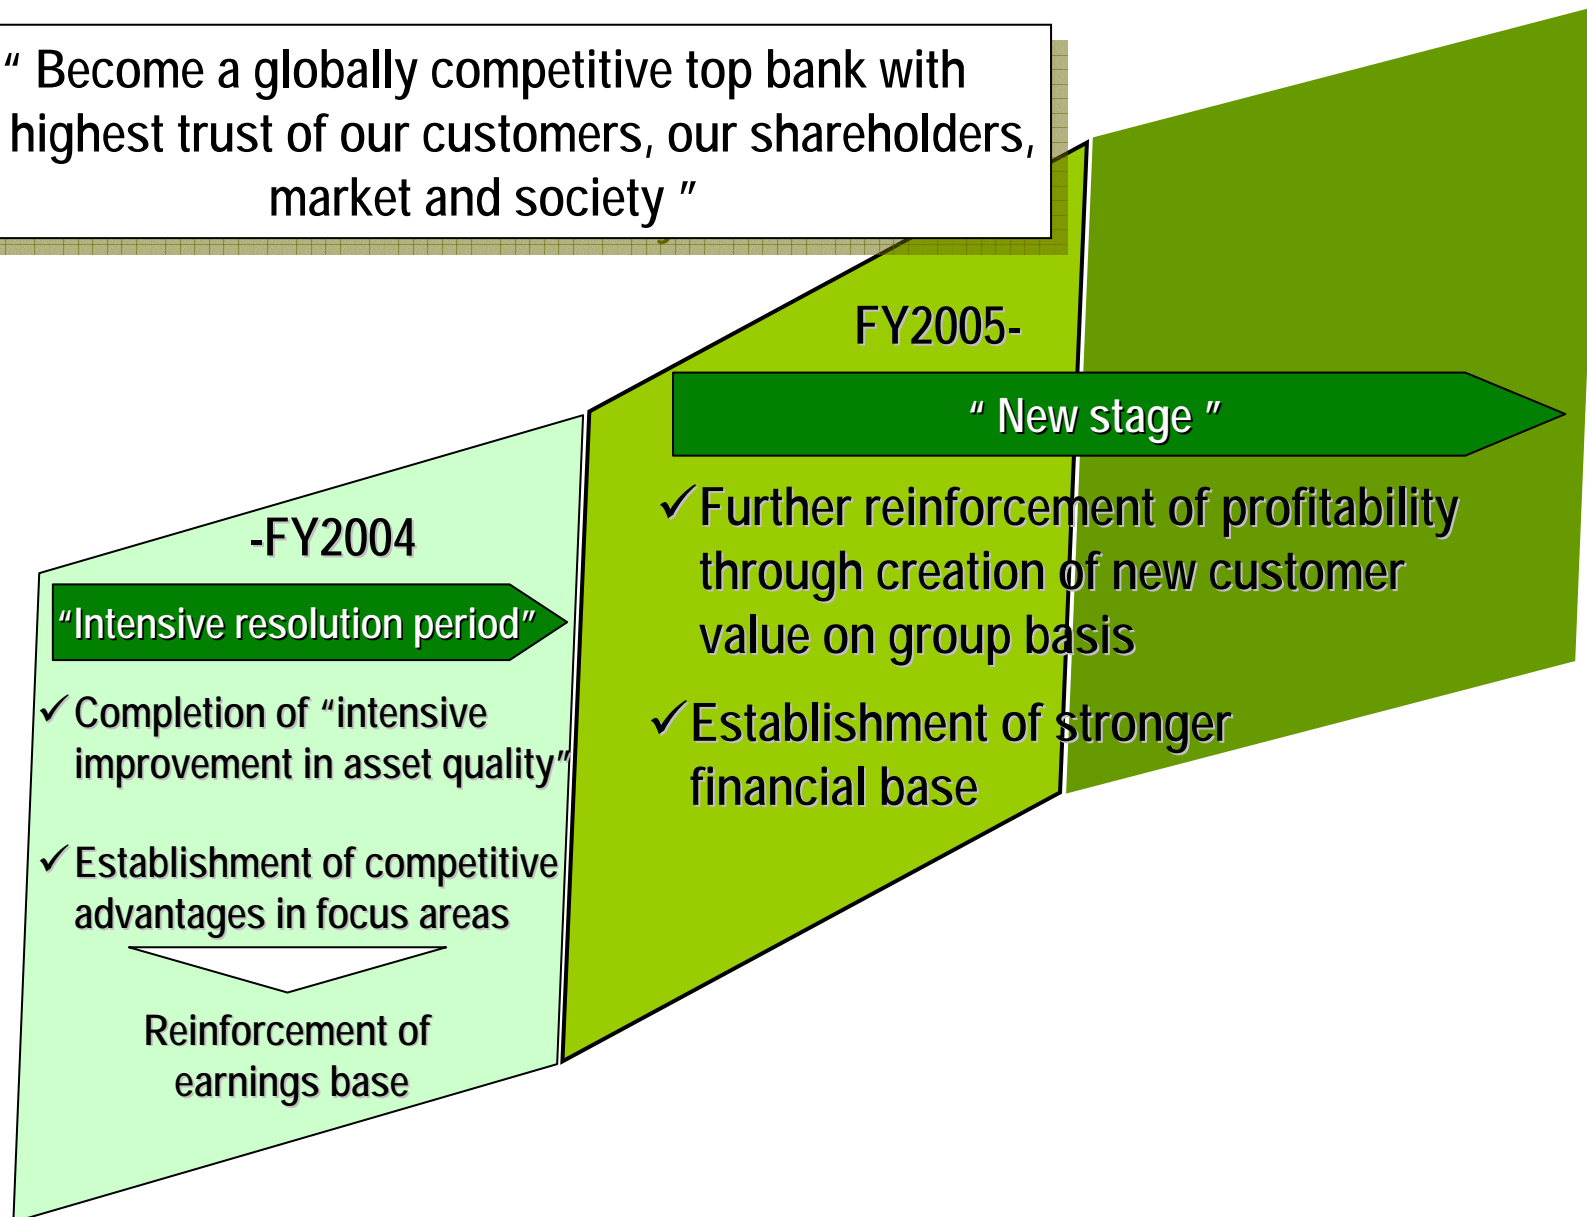 “ Become a globally competitive top bank with
highest trust of our customers, our shareholders,
market and society ”
FY2005-
“ New stage ”
✓Further reinforcement of profitability
through creation of new customer
value on group basis
✓Establishment of stronger
financial base
-FY2004
“Intensive resolution period”
✓Completion of “intensive
improvement in asset quality”
✓Establishment of competitive
advantages in focus areas
Reinforcement of
earnings base